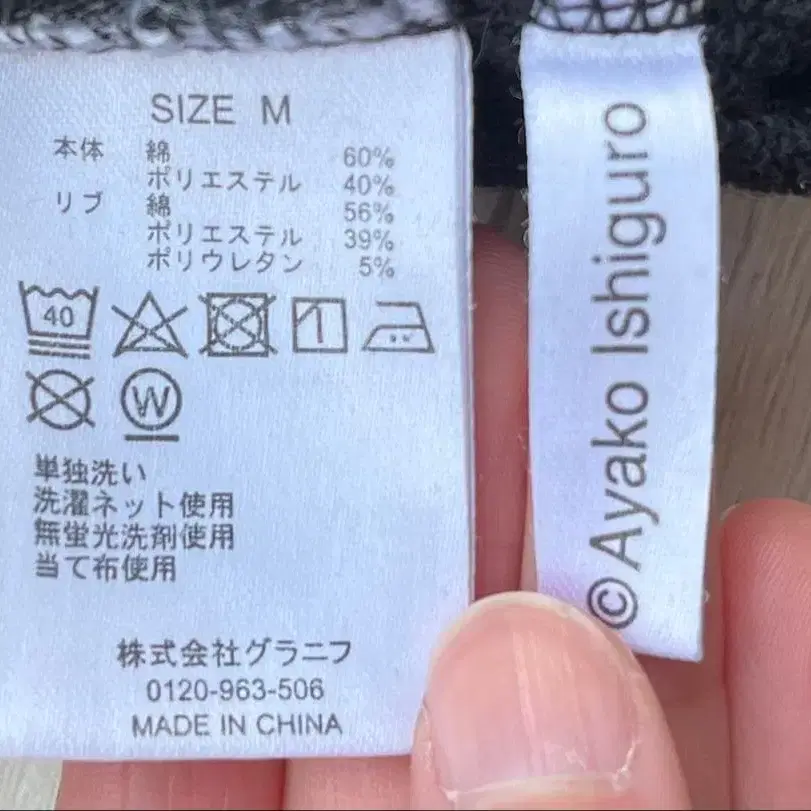 SIZE M
本体 綿 60%
ポリエステル 40%
リブ 綿 56%
ポリエステル 39%
ポリウレタン 5%
40
W
単独洗い
洗濯ネット使用
無蛍光洗剤使用
当て布使用
株式会社グラニフ
0120-963-506
MADE IN CHINA
©Ayako Ishiguro